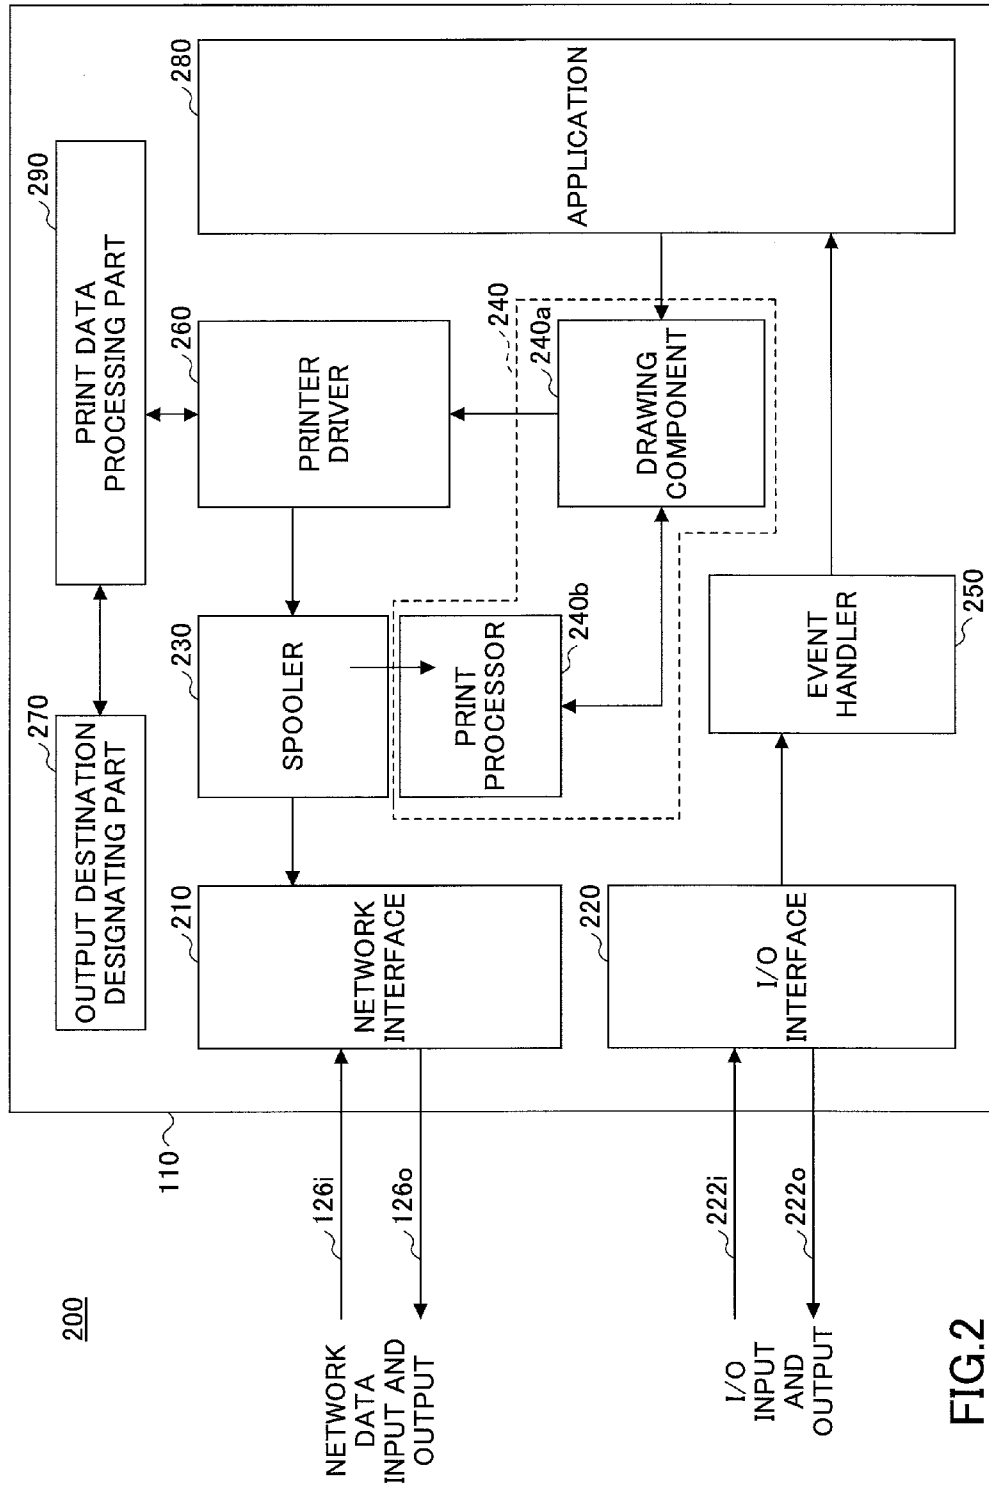 200
110
OUTPUT DESTINATION
DESIGNATING PART
270
PRINT DATA
PROCESSING PART
290
NETWORK
DATA
INPUT AND
OUTPUT
126i
126o
NETWORK
INTERFACE
210
SPOOLER
230
PRINTER
DRIVER
260
APPLICATION
280
PRINT
PROCESSOR
240b
240
DRAWING
COMPONENT
240a
I/O
INPUT
AND
OUTPUT
222i
222o
I/O
INTERFACE
220
EVENT
HANDLER
250
FIG.2